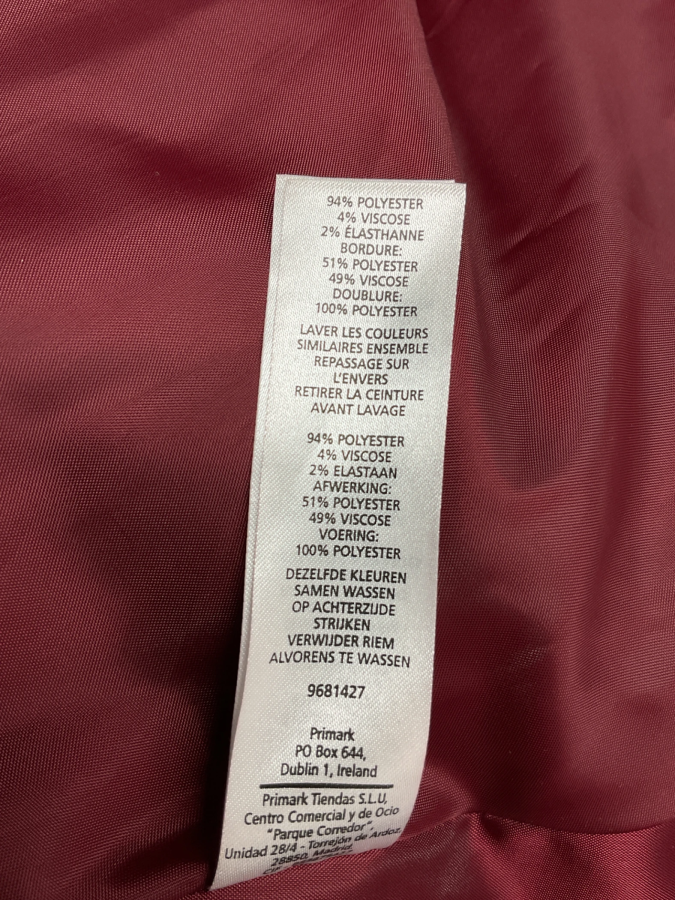 94% POLYESTER
4% VISCOSE
2% ÉLASTHANNE
BORDURE:
51% POLYESTER
49% VISCOSE
DOUBLURE:
100% POLYESTER
LAVER LES COULEURS
SIMILAIRES ENSEMBLE
REPASSAGE SUR
L'ENVERS
RETIRER LA CEINTURE
AVANT LAVAGE
94% POLYESTER
4% VISCOSE
2% ELASTAAN
AFWERKING:
51% POLYESTER
49% VISCOSE
VOERING:
100% POLYESTER
DEZELFDE KLEUREN
SAMEN WASSEN
OP ACHTERZIJDE
STRIJKEN
VERWIJDER RIEM
ALVORENS TE WASSEN
9681427
Primark
PO Box 644,
Dublin 1, Ireland
Primark Tiendas S.L.U,
Centro Comercial y de Ocio
"Parque Corredor",
Unidad 28/4 - Torrejón de Ardoz,
28850, Madrid